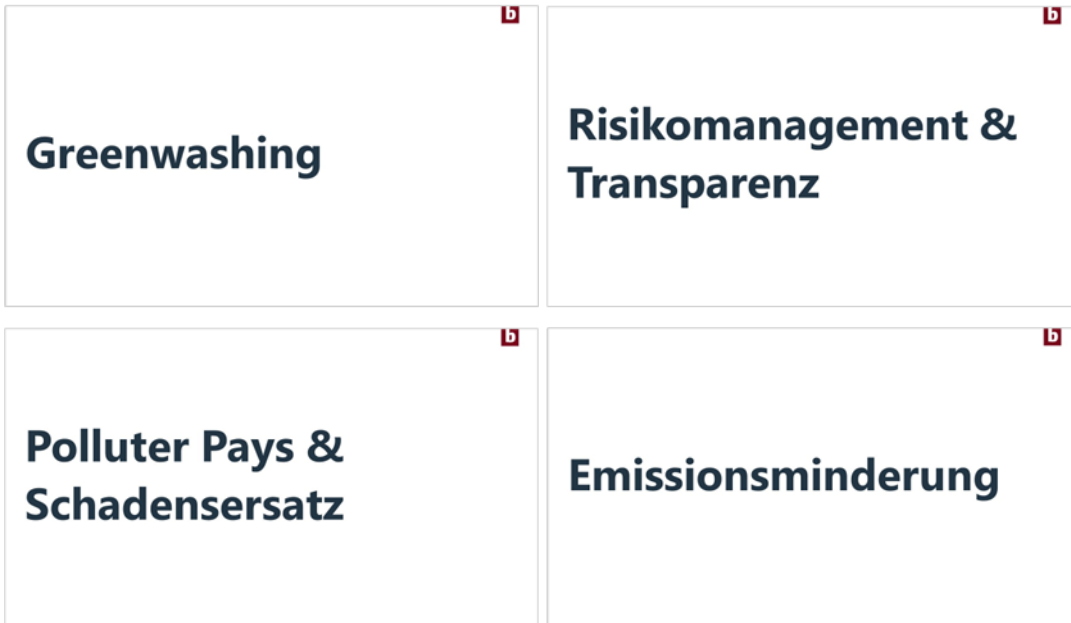 b
Greenwashing
b
Risikomanagement &
Transparenz
b
Polluter Pays &
Schadensersatz
b
Emissionsminderung